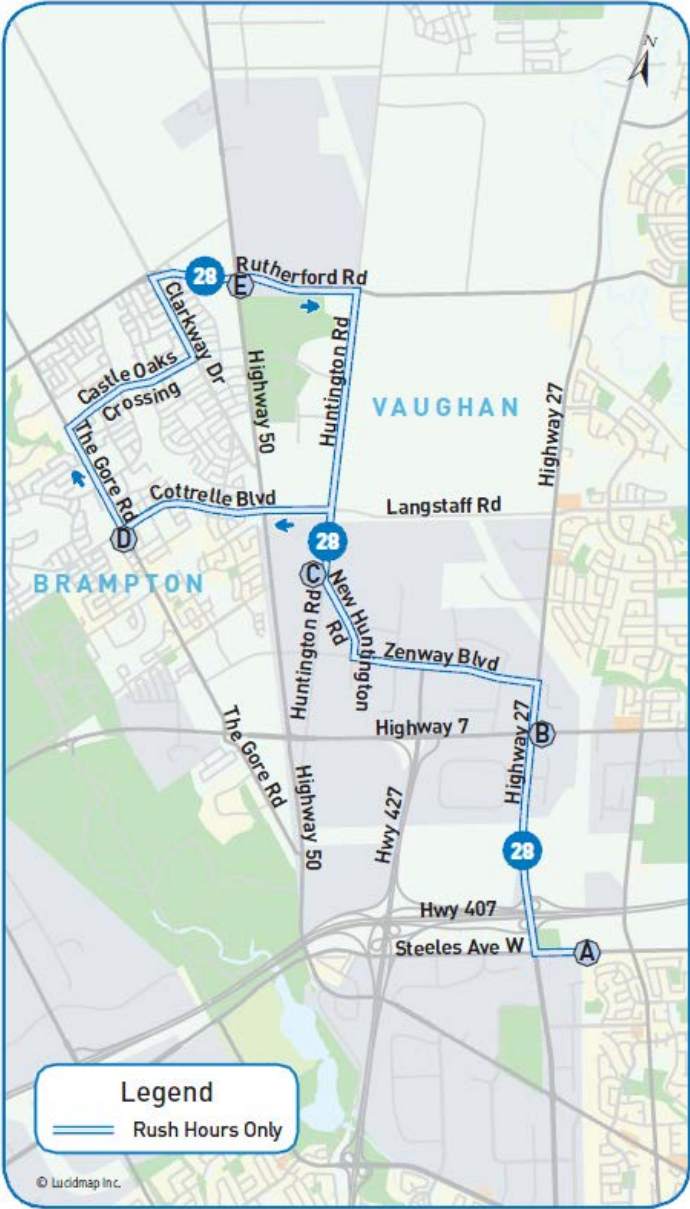 N
28
Rutherford Rd
E
Clarkway Dr
Castle Oaks
Crossing
Highway 50
Huntington Rd
VAUGHAN
Highway 27
The Gore Rd
Cottrelle Blvd
Langstaff Rd
D
28
C
BRAMPTON
New Huntington
Rd
Huntington Rd
Zenway Blvd
The Gore Rd
Highway 7
Highway 27
B
Highway 50
Hwy 427
28
Hwy 407
Steeles Ave W
A
Legend
Rush Hours Only
© Lucidmap Inc.